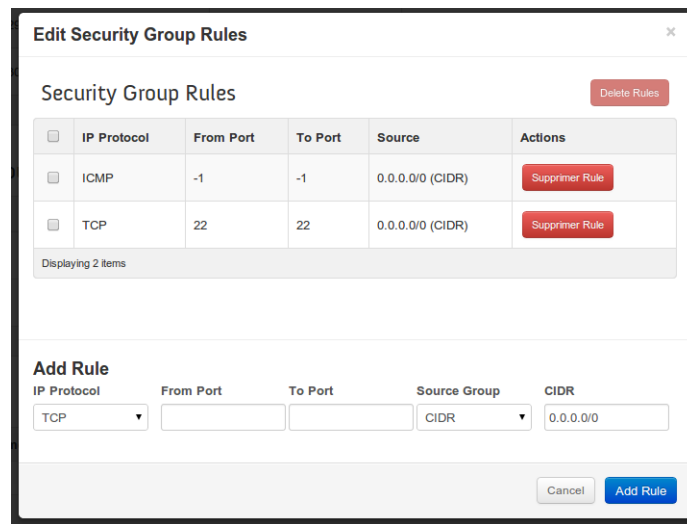 Edit Security Group Rules ×
Security Group Rules Delete Rules
IP Protocol From Port To Port Source Actions
ICMP -1 -1 0.0.0.0/0 (CIDR) Supprimer Rule
TCP 22 22 0.0.0.0/0 (CIDR) Supprimer Rule
Displaying 2 items
Add Rule
IP Protocol From Port To Port Source Group CIDR
TCP CIDR 0.0.0.0/0
Cancel Add Rule